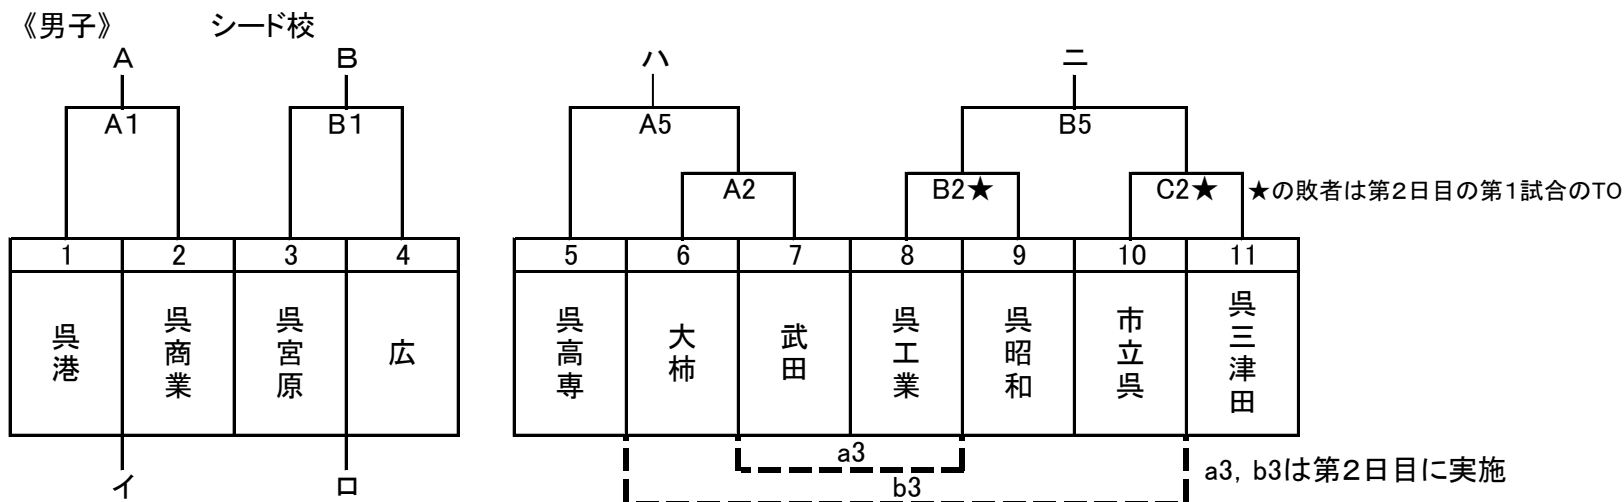 《男子》 シード校
A B ハ ニ
A1 B1 A5 B5
A2 B2★ C2★ ★の敗者は第2日目の第1試合のTO
1 2 3 4 5 6 7 8 9 10 11
呉港 呉商業 呉宮原 広 呉高専 大柿 武田 呉工業 呉昭和 市立呉 呉三津田
a3
イ ロ b3 a3, b3は第2日目に実施